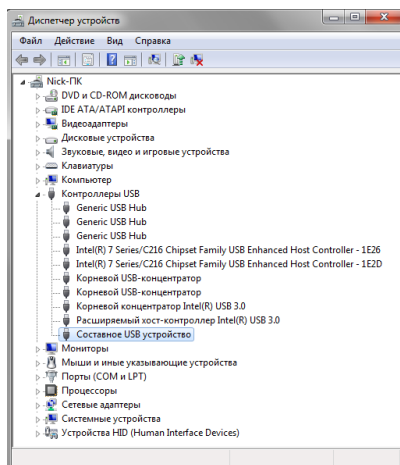 Диспетчер устройств
Файл Действие Вид Справка
Nick-ПК
DVD и CD-ROM дисководы
IDE ATA/ATAPI контроллеры
Видеоадаптеры
Дисковые устройства
Звуковые, видео и игровые устройства
Клавиатуры
Компьютер
Контроллеры USB
Generic USB Hub
Generic USB Hub
Generic USB Hub
Intel(R) 7 Series/C216 Chipset Family USB Enhanced Host Controller - 1E26
Intel(R) 7 Series/C216 Chipset Family USB Enhanced Host Controller - 1E2D
Корневой USB-концентратор
Корневой USB-концентратор
Корневой концентратор Intel(R) USB 3.0
Расширяемый хост-контроллер Intel(R) USB 3.0
Составное USB устройство
Мониторы
Мыши и иные указывающие устройства
Порты (COM и LPT)
Процессоры
Сетевые адаптеры
Системные устройства
Устройства HID (Human Interface Devices)